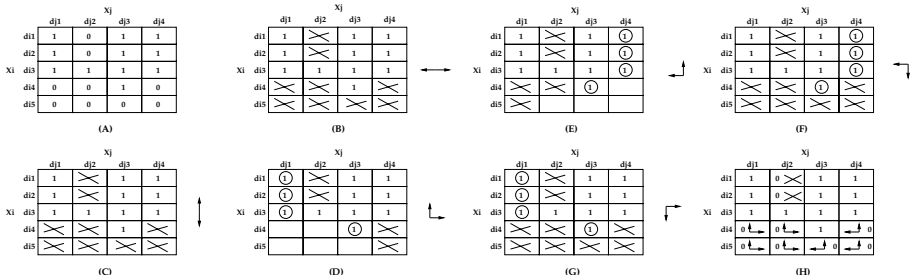 Xj
dj1 dj2 dj3 dj4
di1 1 0 1 1
di2 1 0 1 1
Xi di3 1 1 1 1
di4 0 0 1 0
di5 0 0 0 0
(A)
Xj
dj1 dj2 dj3 dj4
di1 1 1 1
di2 1 1 1
Xi di3 1 1 1 1
di4 1
di5
(B)
Xj
dj1 dj2 dj3 dj4
di1 1 1 1
di2 1 1 1
Xi di3 1 1 1 1
di4 1
di5
(E)
Xj
dj1 dj2 dj3 dj4
di1 1 1 1
di2 1 1 1
Xi di3 1 1 1 1
di4 1
di5
(F)
Xj
dj1 dj2 dj3 dj4
di1 1 1 1
di2 1 1 1
Xi di3 1 1 1 1
di4 1
di5
(C)
Xj
dj1 dj2 dj3 dj4
di1 1 1 1
di2 1 1 1
Xi di3 1 1 1 1
di4 1
di5
(D)
Xj
dj1 dj2 dj3 dj4
di1 1 1 1
di2 1 1 1
Xi di3 1 1 1 1
di4 1
di5
(G)
Xj
dj1 dj2 dj3 dj4
di1 1 0 1 1
di2 1 0 1 1
Xi di3 1 1 1 1
di4 0 0 1 0
di5 0 0 0 0
(H)